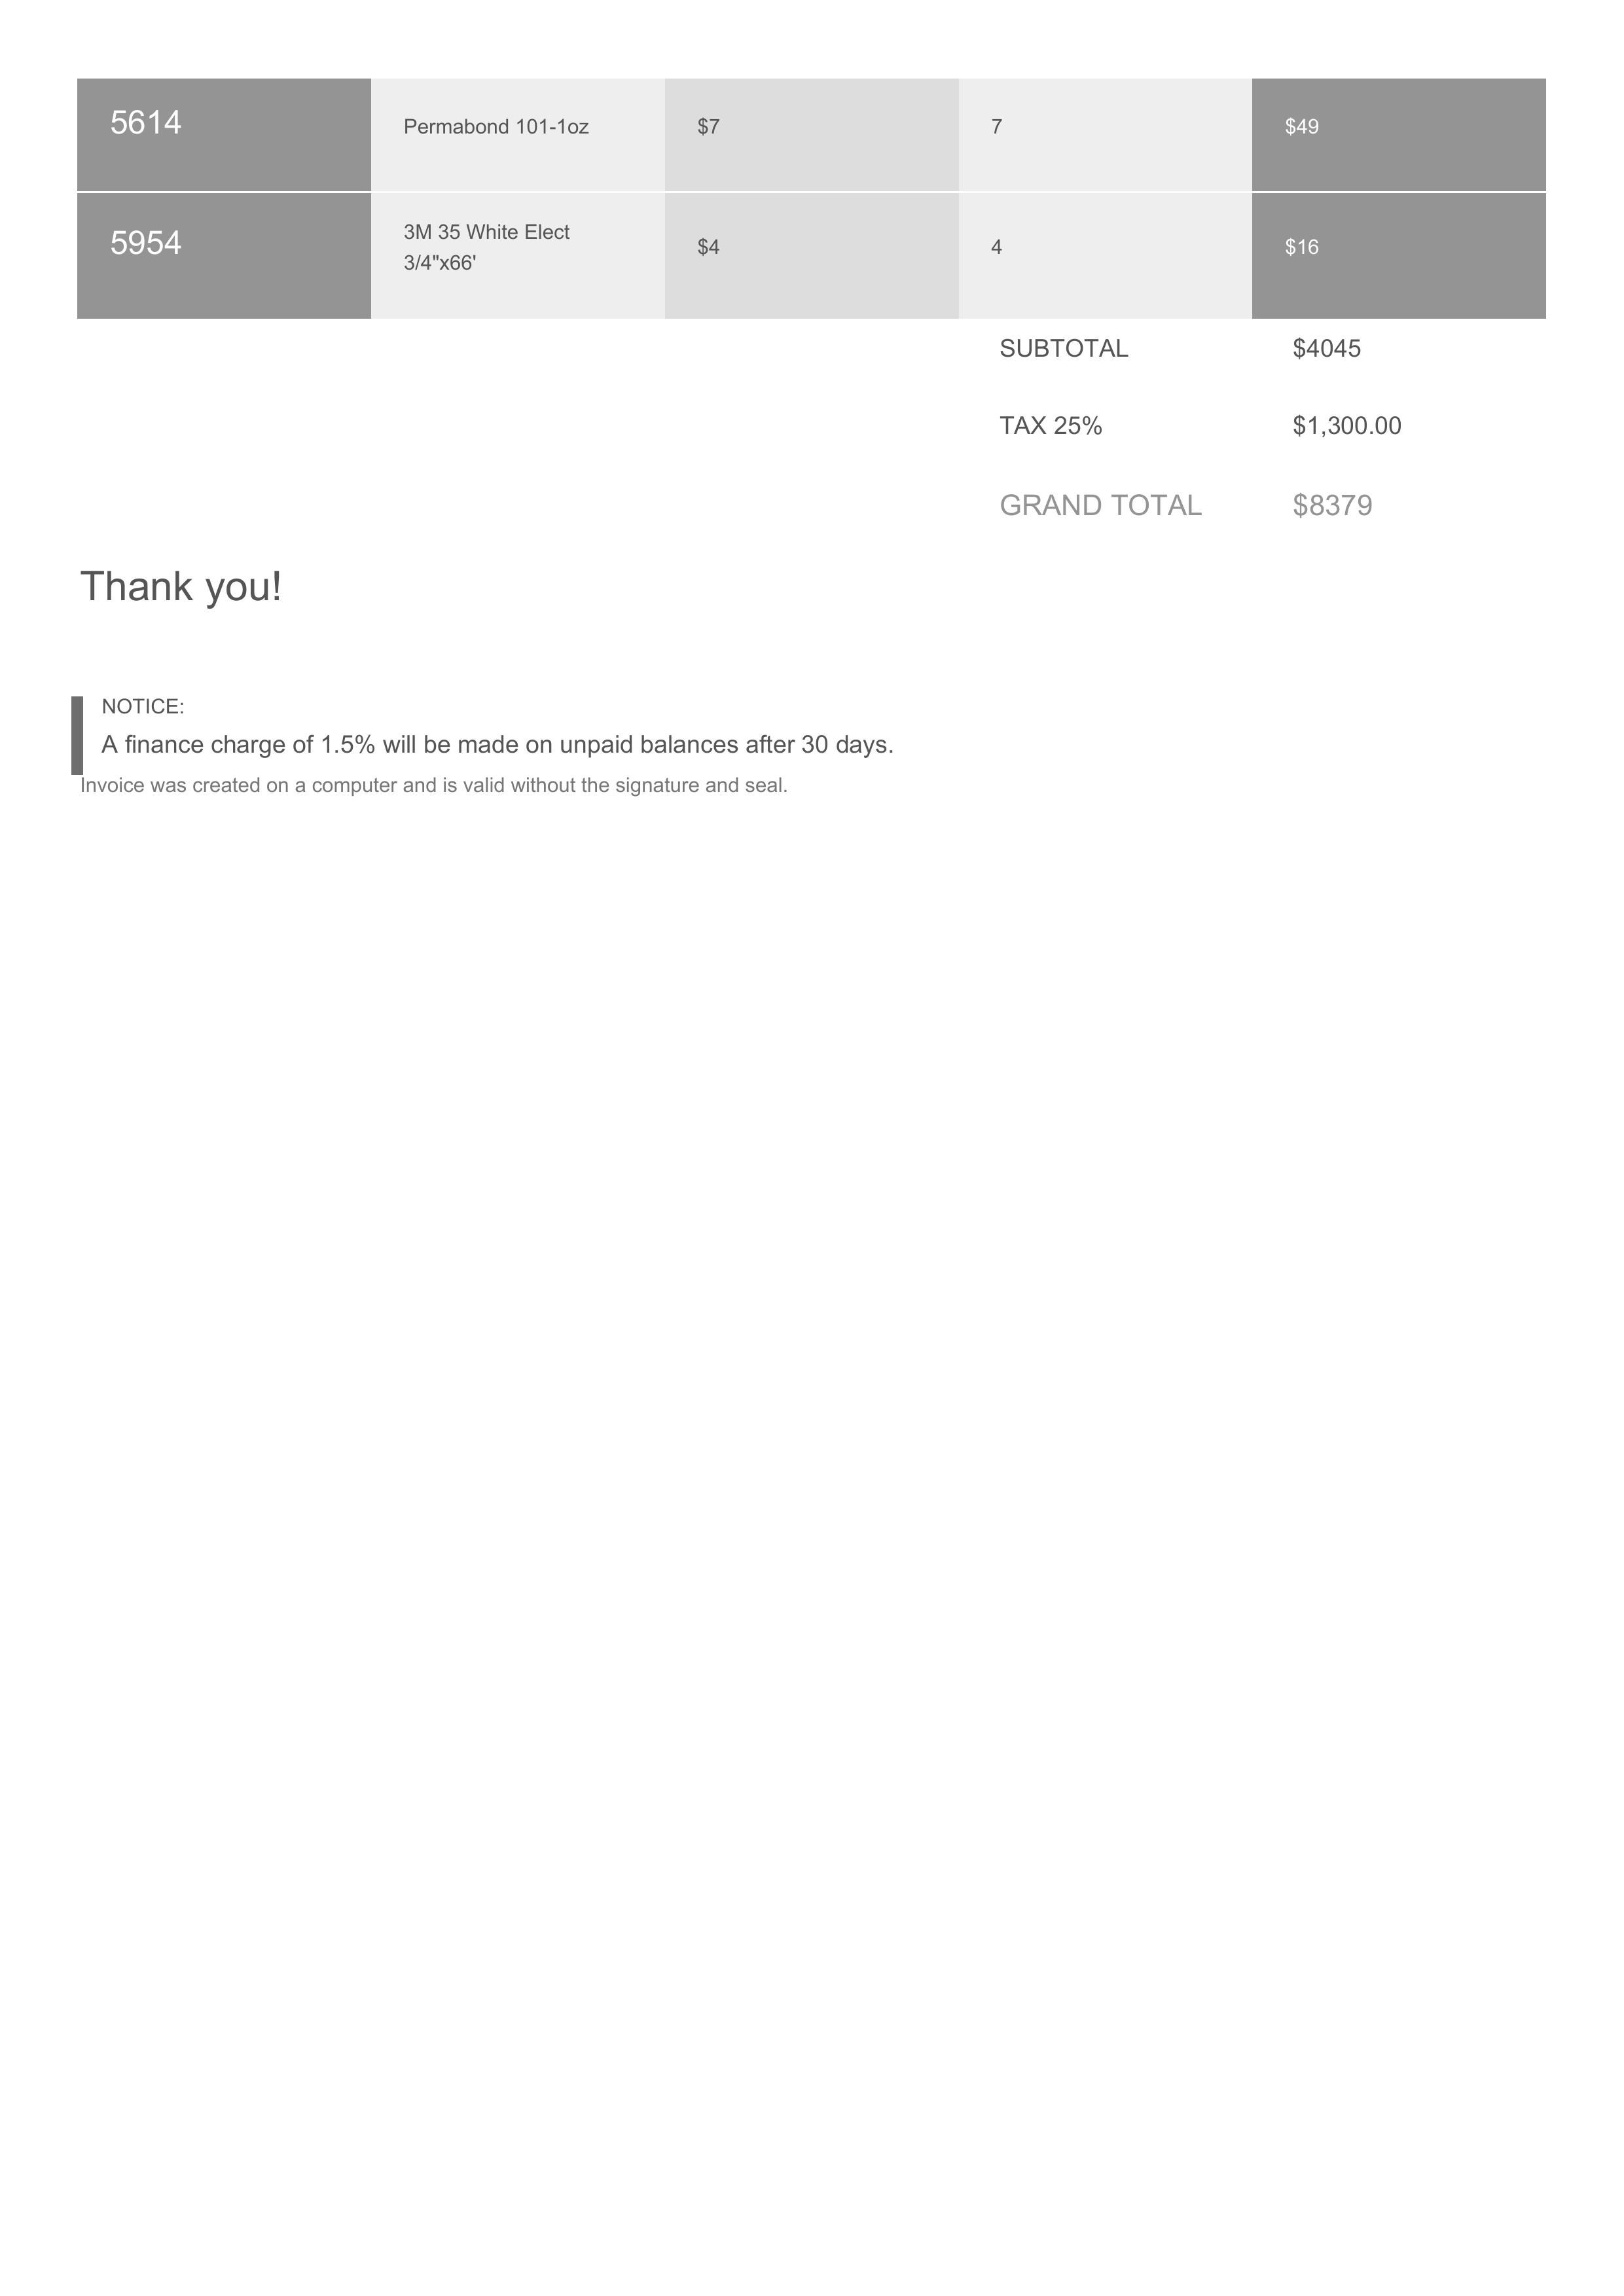 5614 Permabond 101-1oz $7 7 $49
5954 3M 35 White Elect 3/4"x66' $4 4 $16
SUBTOTAL $4045
TAX 25% $1,300.00
GRAND TOTAL $8379
Thank you!
NOTICE:
A finance charge of 1.5% will be made on unpaid balances after 30 days.
Invoice was created on a computer and is valid without the signature and seal.